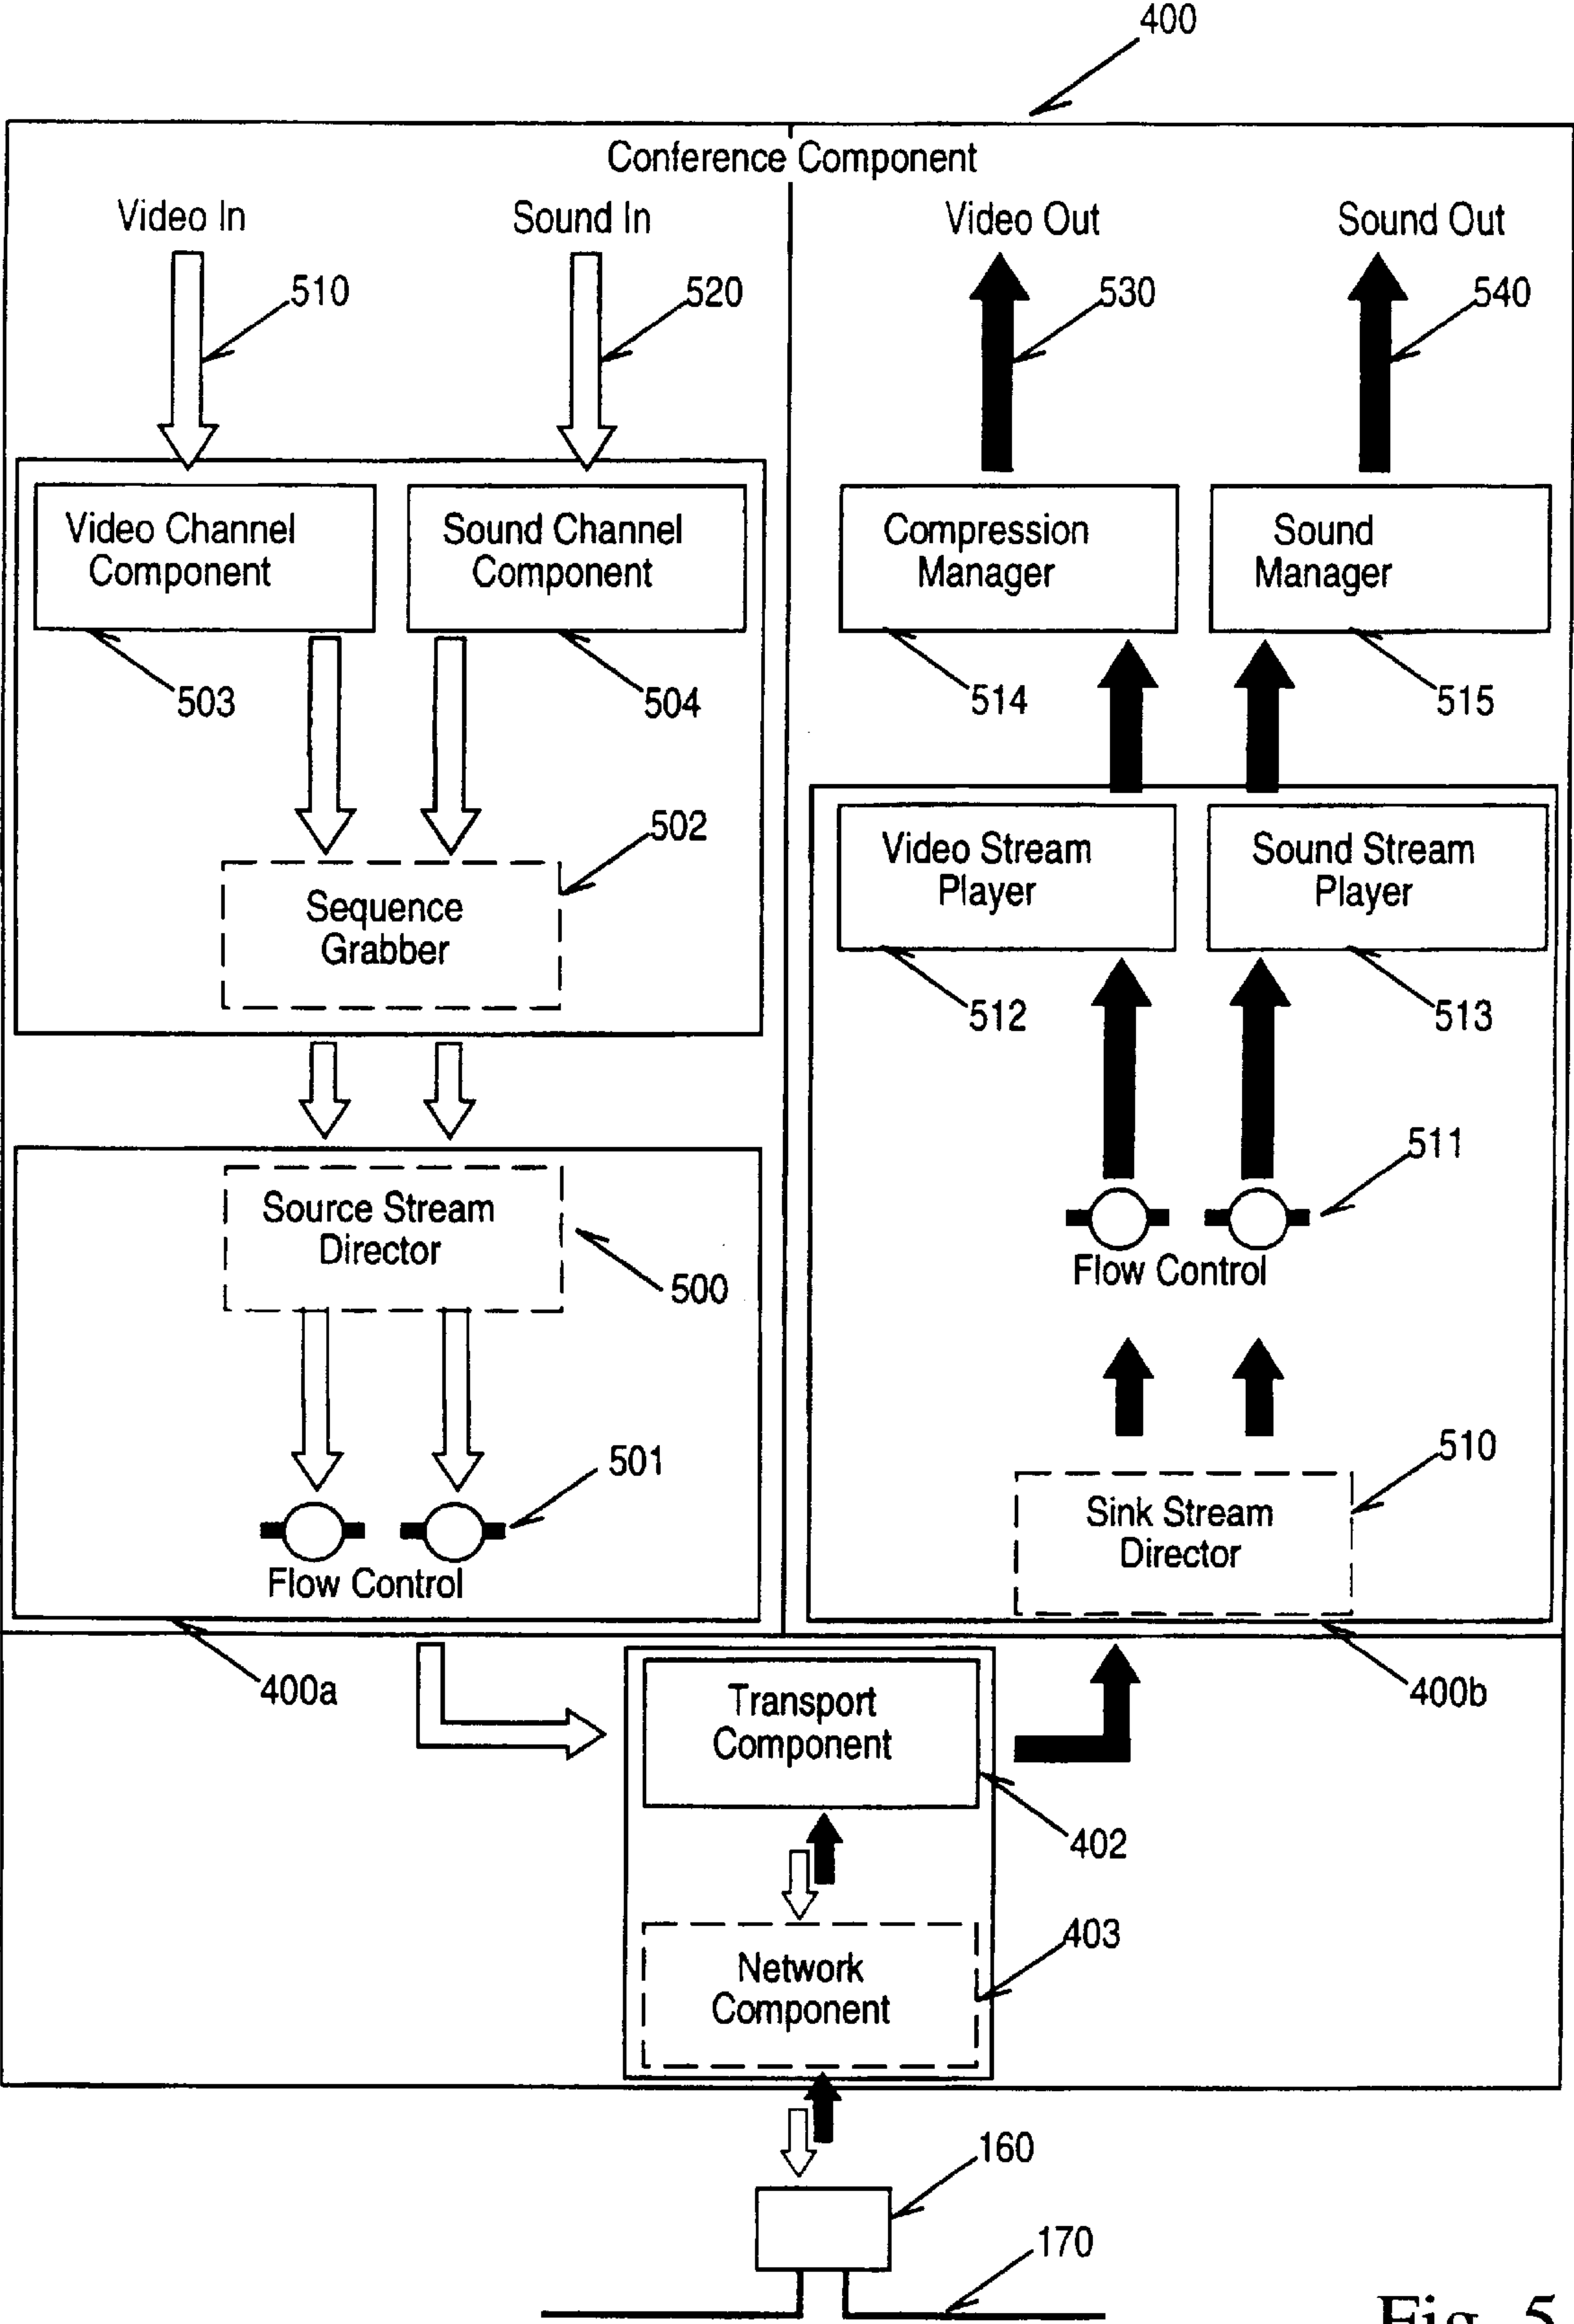 400
Conference Component
Video In
Sound In
Video Out
Sound Out
510
520
530
540
Video Channel
Component
Sound Channel
Component
Compression
Manager
Sound
Manager
503
504
514
515
502
Sequence
Grabber
Video Stream
Player
Sound Stream
Player
512
513
511
Source Stream
Director
500
Flow Control
501
Flow Control
510
Sink Stream
Director
400a
400b
Transport
Component
402
403
Network
Component
160
170
Fig. 5